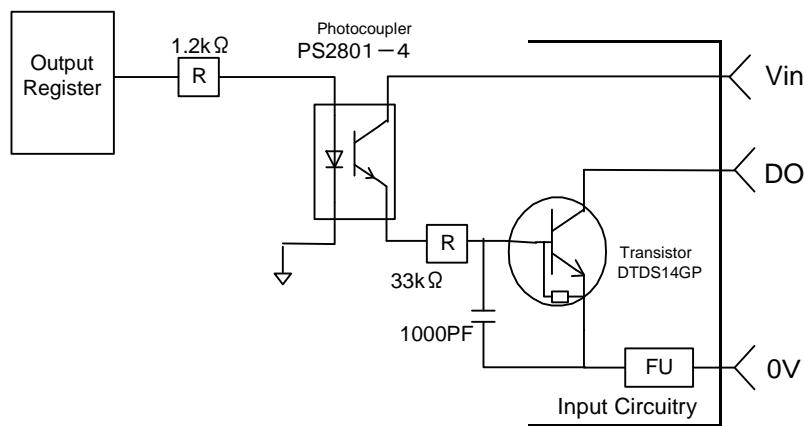 Photocoupler
PS2801－4
1.2kΩ
R
Output
Register
Vin
DO
R
33kΩ
Transistor
DTDS14GP
1000PF
FU
0V
Input Circuitry